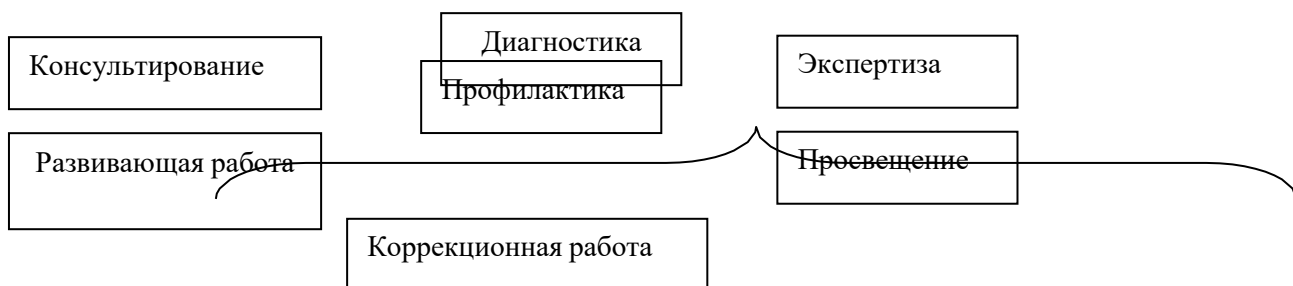 Диагностика
Консультирование
Экспертиза
Профилактика
Развивающая работа
Просвещение
Коррекционная работа